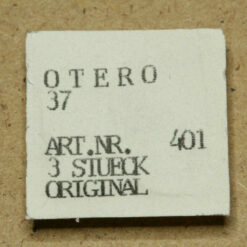 OTERO
37
ART.NR. 401
3 STUECK
ORIGINAL